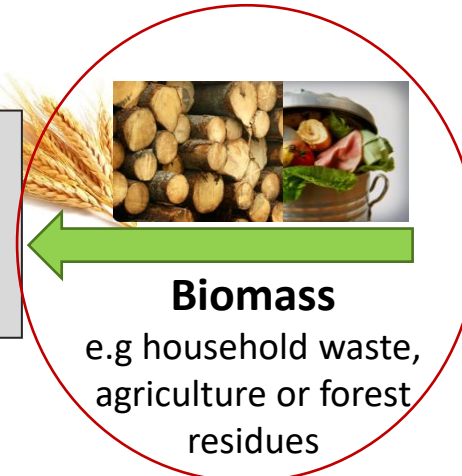 Biomass
e.g household waste,
agriculture or forest
residues